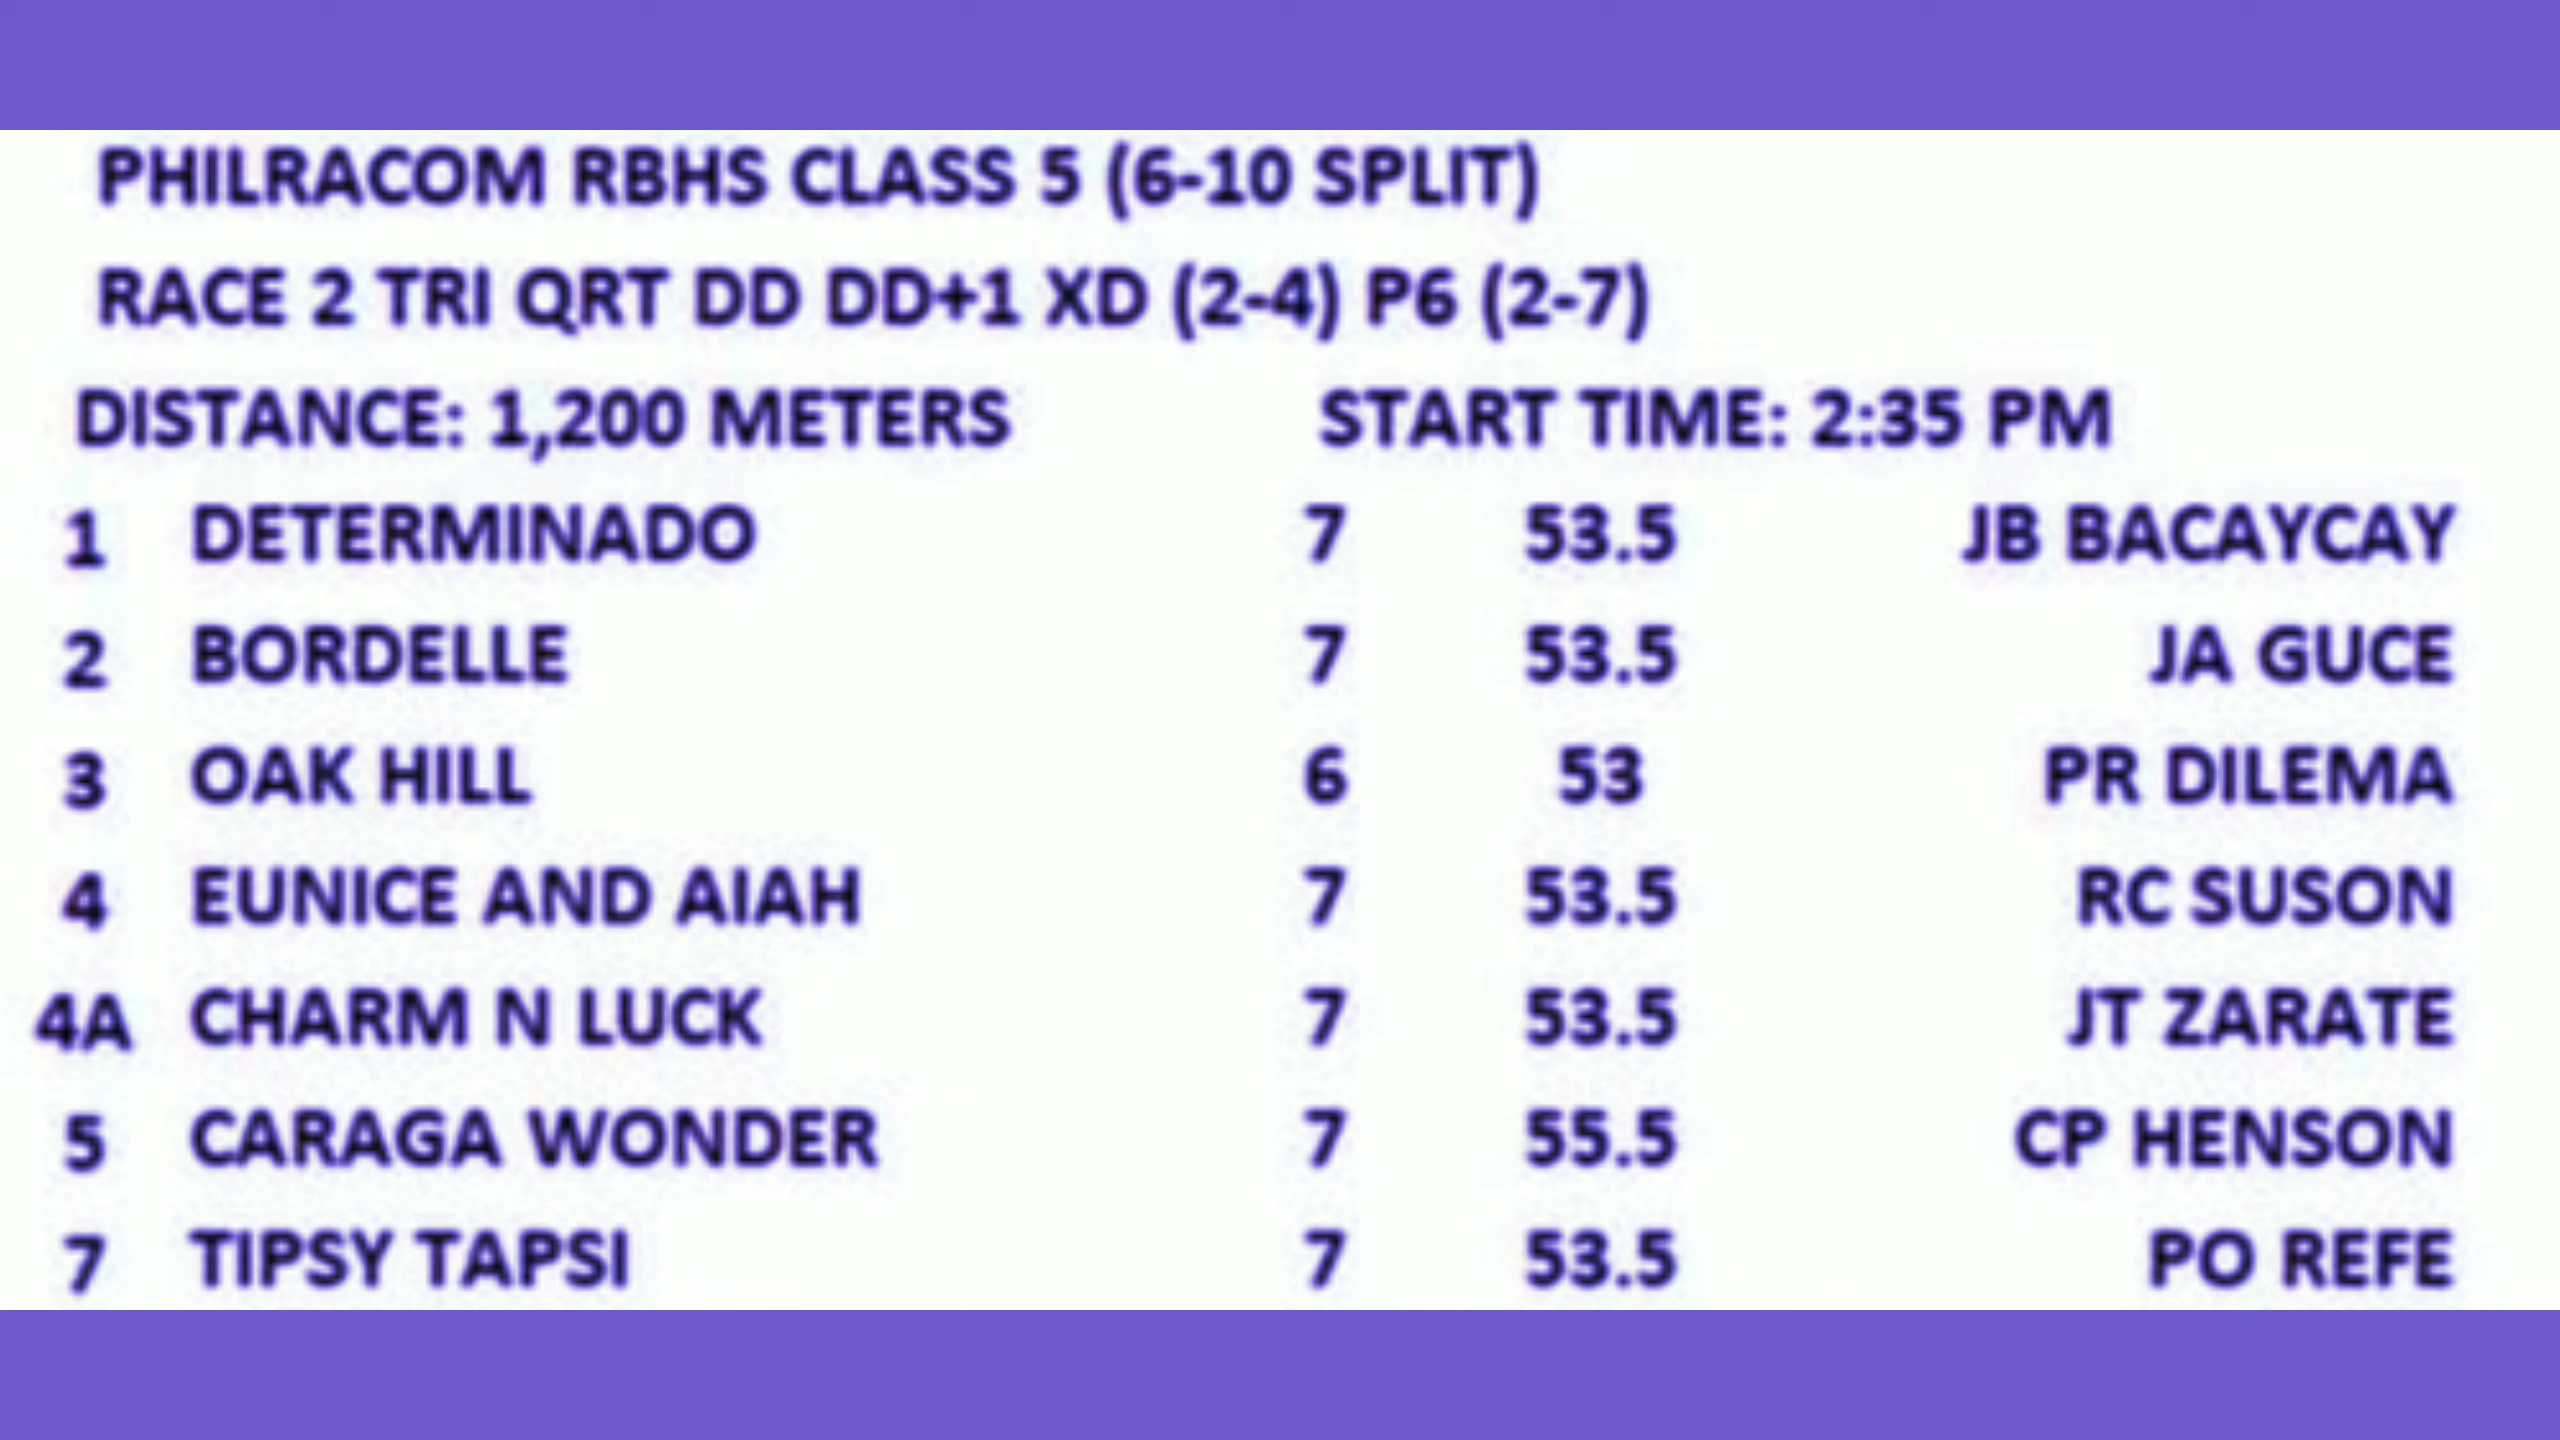 PHILRACOM RBHS CLASS 5 (6-10 SPLIT)
RACE 2 TRI QRT DD DD+1 XD (2-4) P6 (2-7)
DISTANCE: 1,200 METERS START TIME: 2:35 PM
1 DETERMINADO 7 53.5 JB BACAYCAY
2 BORDELLE 7 53.5 JA GUCE
3 OAK HILL 6 53 PR DILEMA
4 EUNICE AND AIAH 7 53.5 RC SUSON
4A CHARM N LUCK 7 53.5 JT ZARATE
5 CARAGA WONDER 7 55.5 CP HENSON
7 TIPSY TAPSI 7 53.5 PO REFE